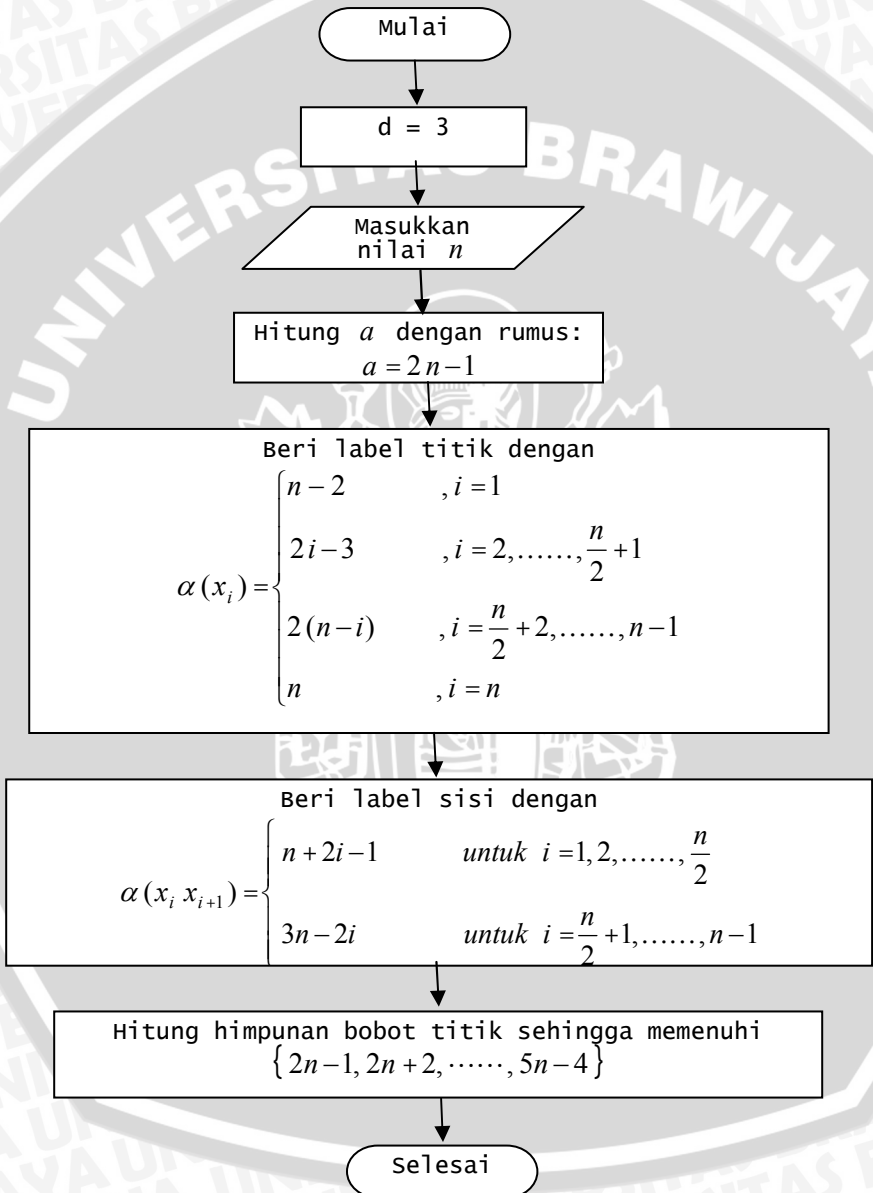 Mulai
d = 3
UNIVERSITAS BRAWIJAYA
Masukkan
nilai n
Hitung a dengan rumus:
a = 2n−1
Beri label titik dengan
α(x_i) = { n−2 , i=1
2i−3 , i=2,……,n/2+1
2(n−i) , i=n/2+2,……,n−1
n , i=n
Beri label sisi dengan
α(x_i x_{i+1}) = { n+2i−1 untuk i=1,2,……,n/2
3n−2i untuk i=n/2+1,……,n−1
Hitung himpunan bobot titik sehingga memenuhi
{2n−1, 2n+2,⋯⋯, 5n−4}
Selesai